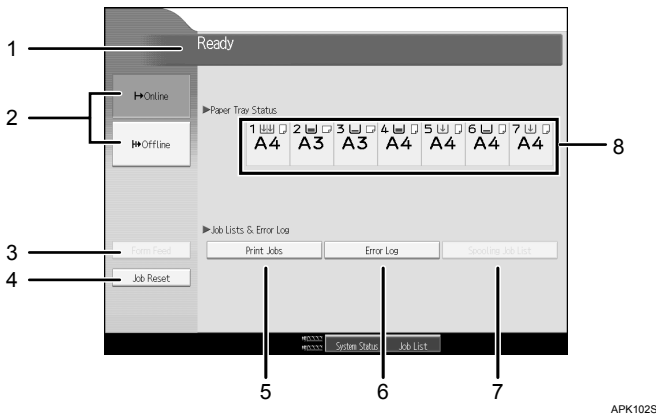 Ready
1
Online
2
Offline
▶Paper Tray Status
1 2 3 4 5 6 7
A4 A3 A3 A4 A4 A4 A4
8
▶Job Lists & Error Log
3
Form Feed
Print Jobs Error Log Spooling Job List
4
Job Reset
System Status Job List
5 6 7
APK102S